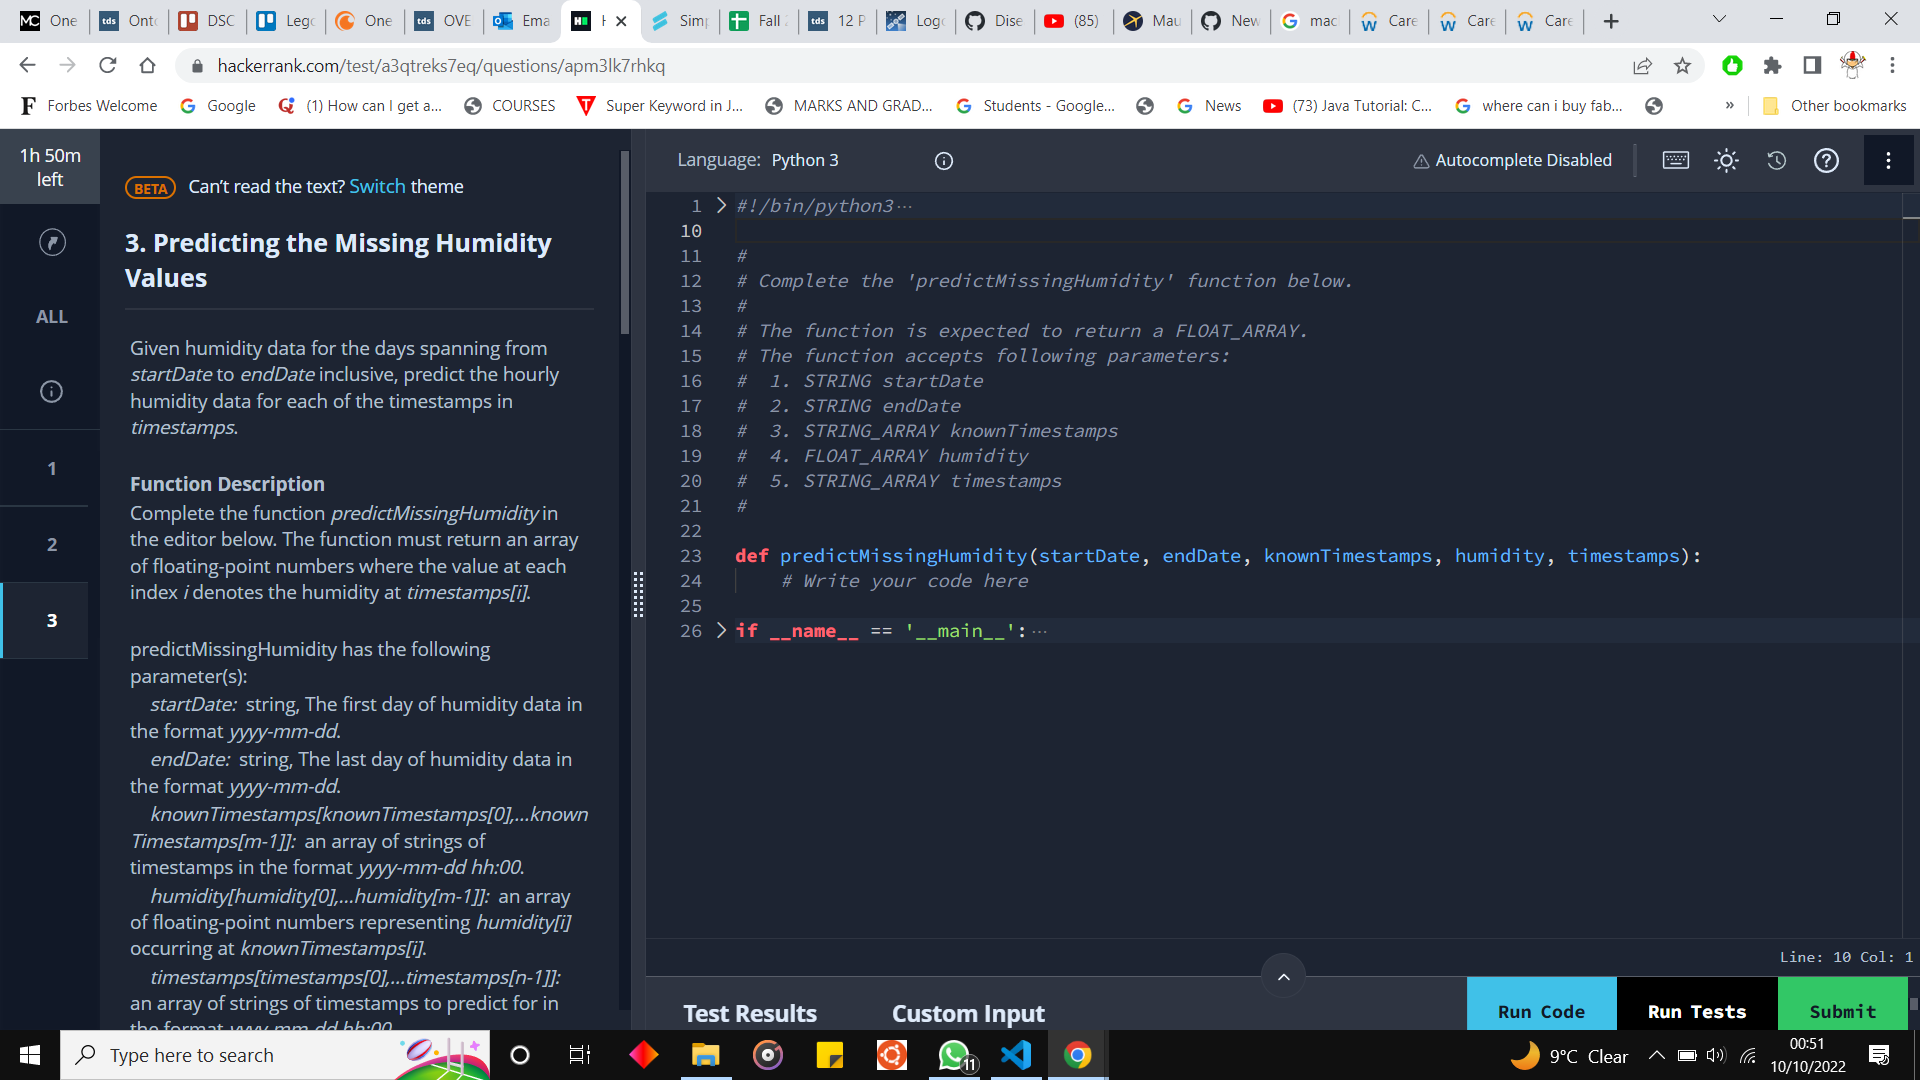 One
Onto
DSC
Lego
One
OVE
Ema
Simp
Fall 2
12 P
Logo
Dise
(85)
Mau
New
mac
Care
Care
Care
hackerrank.com/test/a3qtreks7eq/questions/apm3lk7rhkq
Forbes Welcome
Google
(1) How can I get a...
COURSES
Super Keyword in J...
MARKS AND GRAD...
Students - Google...
News
(73) Java Tutorial: C...
where can i buy fab...
»
Other bookmarks
1h 50m
left
ALL
1
2
3
BETA Can't read the text? Switch theme
3. Predicting the Missing Humidity
Values
Given humidity data for the days spanning from
startDate to endDate inclusive, predict the hourly
humidity data for each of the timestamps in
timestamps.
Function Description
Complete the function predictMissingHumidity in
the editor below. The function must return an array
of floating-point numbers where the value at each
index i denotes the humidity at timestamps[i].
predictMissingHumidity has the following
parameter(s):
startDate: string, The first day of humidity data in
the format yyyy-mm-dd.
endDate: string, The last day of humidity data in
the format yyyy-mm-dd.
knownTimestamps[knownTimestamps[0],...known
Timestamps[m-1]]: an array of strings of
timestamps in the format yyyy-mm-dd hh:00.
humidity[humidity[0],...humidity[m-1]]: an array
of floating-point numbers representing humidity[i]
occurring at knownTimestamps[i].
timestamps[timestamps[0],...timestamps[n-1]]:
an array of strings of timestamps to predict for in
the format yyyy-mm-dd hh:00
Language: Python 3
Autocomplete Disabled
1 #!/bin/python3...
10
11 #
12 # Complete the 'predictMissingHumidity' function below.
13 #
14 # The function is expected to return a FLOAT_ARRAY.
15 # The function accepts following parameters:
16 #  1. STRING startDate
17 #  2. STRING endDate
18 #  3. STRING_ARRAY knownTimestamps
19 #  4. FLOAT_ARRAY humidity
20 #  5. STRING_ARRAY timestamps
21 #
22
23 def predictMissingHumidity(startDate, endDate, knownTimestamps, humidity, timestamps):
24     # Write your code here
25
26 if __name__ == '__main__':...
Line: 10 Col: 1
Test Results
Custom Input
Run Code
Run Tests
Submit
Type here to search
11
9°C Clear
00:51
10/10/2022